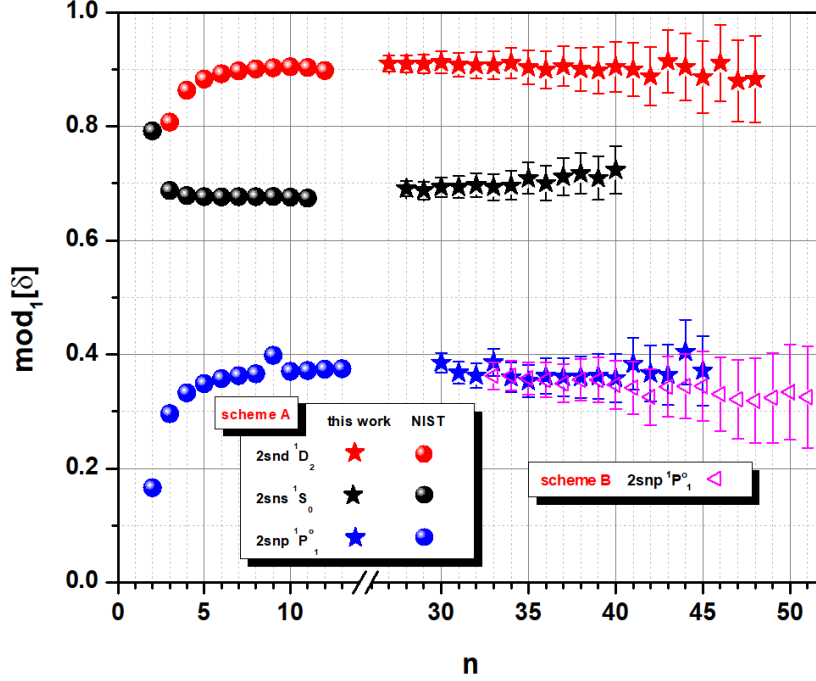 mod₁[δ]
1.0
0.8
0.6
0.4
0.2
0.0
scheme A this work NIST
2snd ¹D₂
2sns ¹S₀
2snp ¹P°₁
scheme B 2snp ¹P°₁
0 5 10 30 35 40 45 50
n